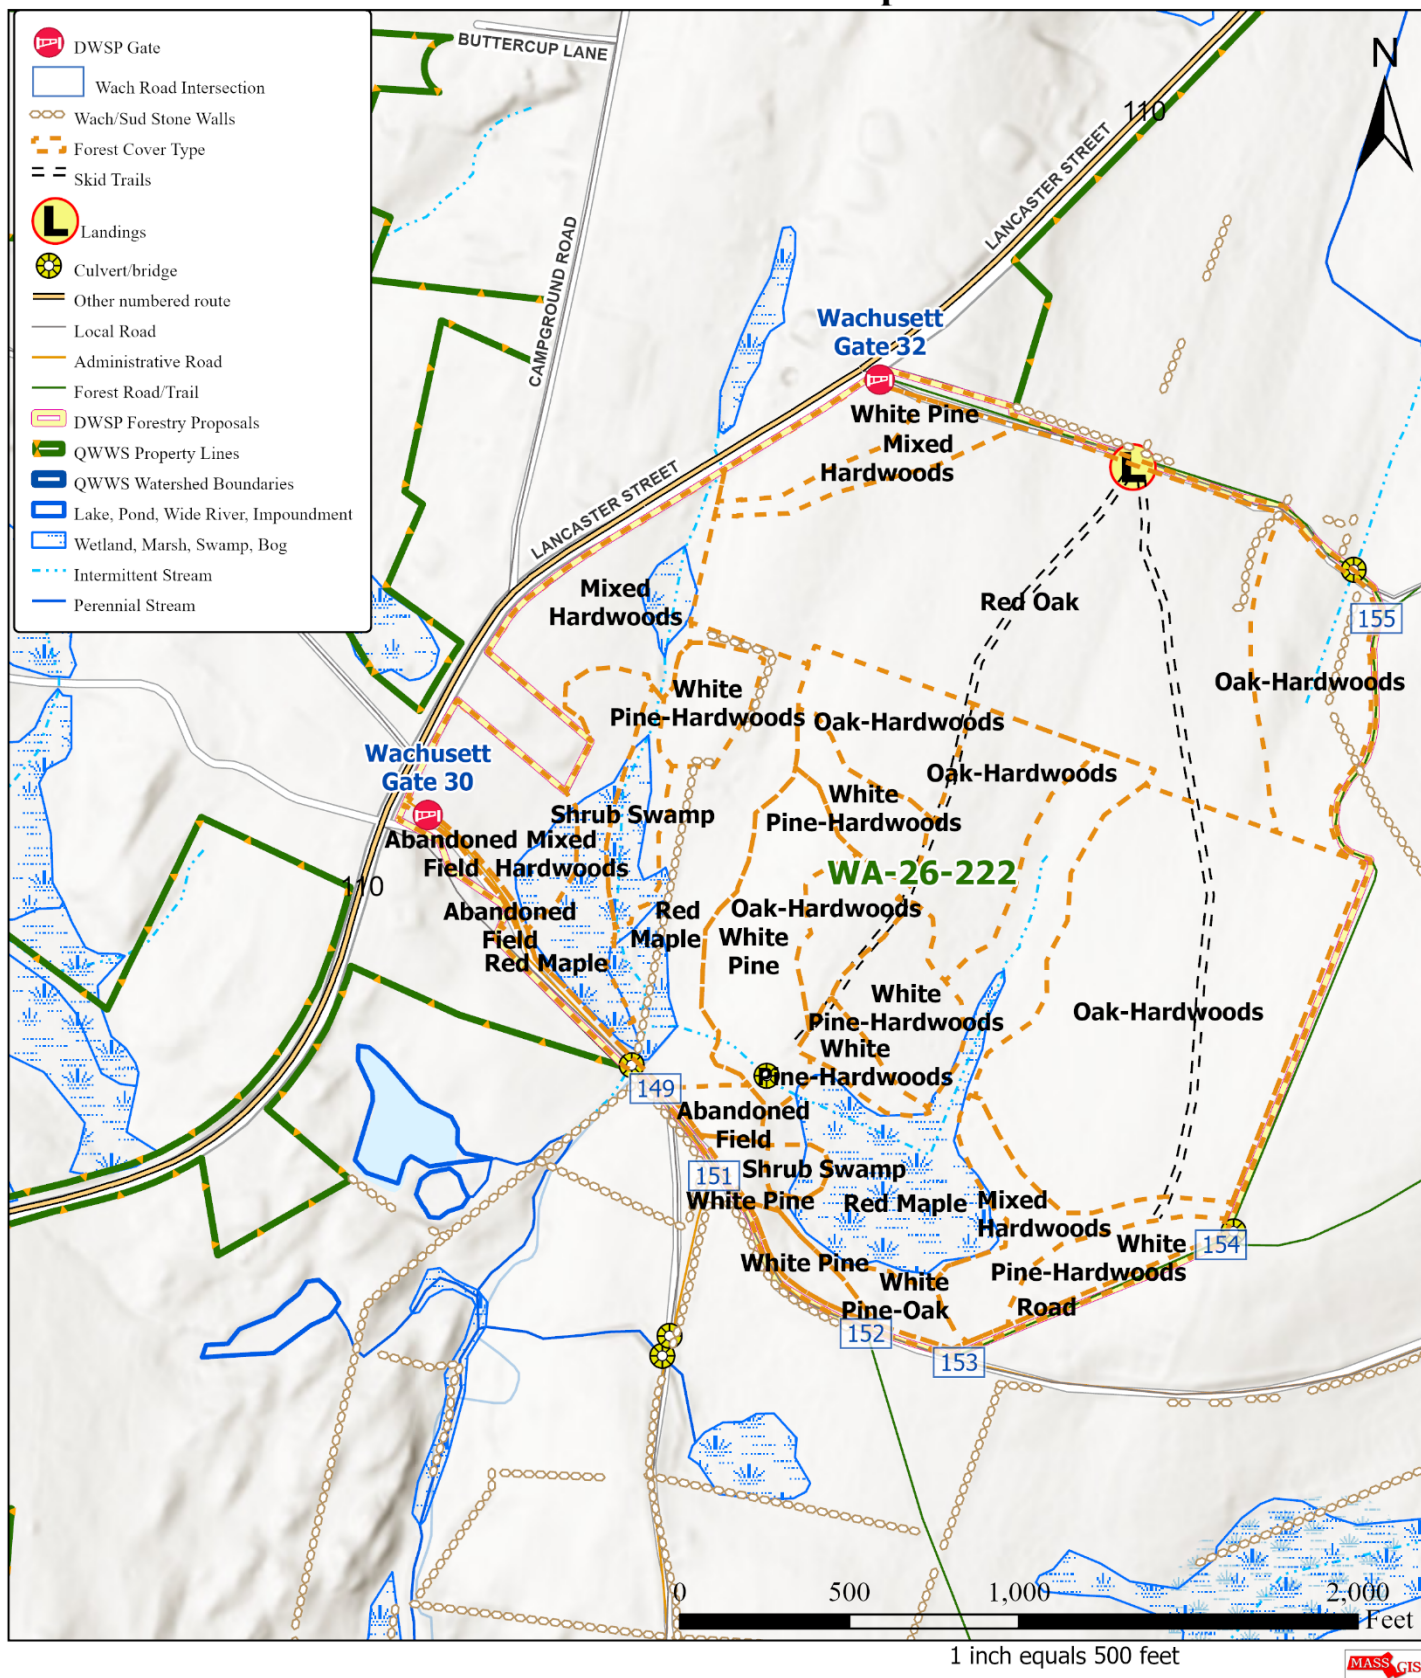 DWSP Gate
Wach Road Intersection
Wach/Sud Stone Walls
Forest Cover Type
Skid Trails
L
Landings
Culvert/bridge
Other numbered route
Local Road
Administrative Road
Forest Road/Trail
DWSP Forestry Proposals
QWWS Property Lines
QWWS Watershed Boundaries
Lake, Pond, Wide River, Impoundment
Wetland, Marsh, Swamp, Bog
Intermittent Stream
Perennial Stream
BUTTERCUP LANE
N
110
LANCASTER STREET
CAMPGROUND ROAD
Wachusett
Gate 32
White Pine
Mixed
Hardwoods
L
LANCASTER STREET
Mixed
Hardwoods
Red Oak
155
Oak-Hardwoods
White
Pine-Hardwoods
Oak-Hardwoods
Wachusett
Gate 30
Oak-Hardwoods
White
Pine-Hardwoods
Shrub Swamp
Abandoned
Field
Mixed
Hardwoods
WA-26-222
110
Abandoned
Field
Red
Maple
Oak-Hardwoods
White
Pine
Red Maple
White
Pine-Hardwoods
Oak-Hardwoods
White
Pine-Hardwoods
149
Abandoned
Field
151
Shrub Swamp
White Pine
Red Maple
Mixed
Hardwoods
White
Pine-Hardwoods
154
White Pine
White
Pine-Oak
Road
152
153
0
500
1,000
2,000
Feet
1 inch equals 500 feet
MASSGIS